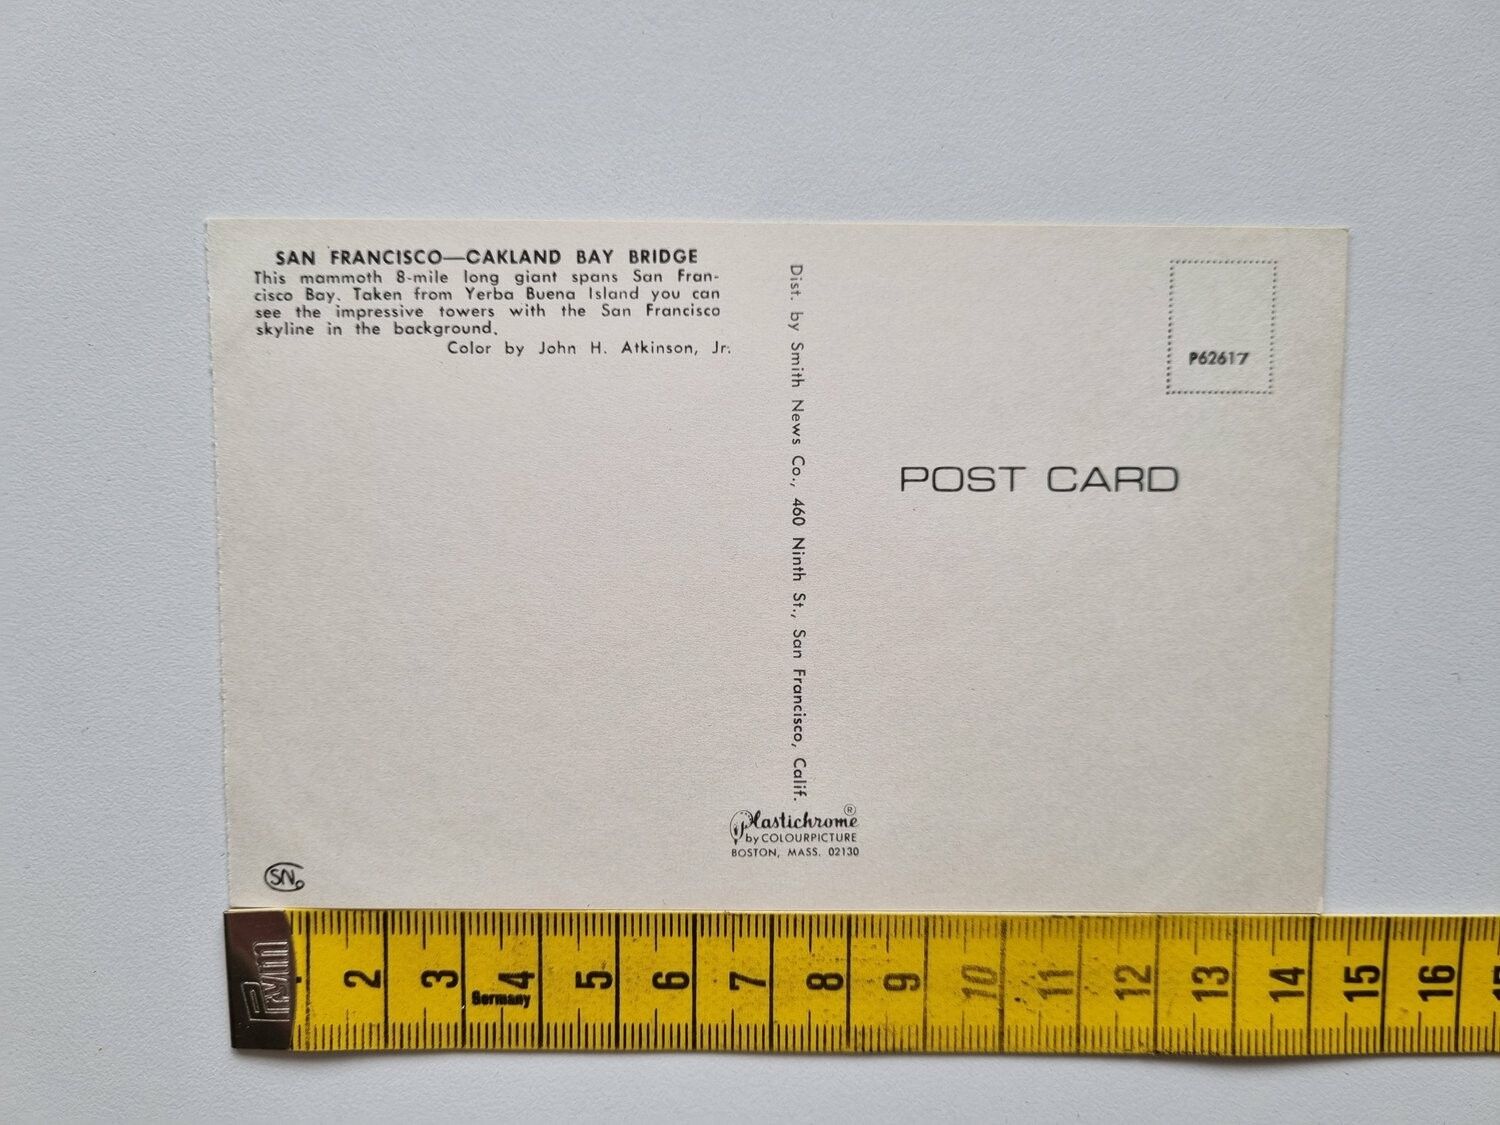 SAN FRANCISCO—OAKLAND BAY BRIDGE
This mammoth 8-mile long giant spans San Fran-
cisco Bay. Taken from Yerba Buena Island you can
see the impressive towers with the San Francisco
skyline in the background.
Color by John H. Atkinson, Jr.
Dist. by Smith News Co., 460 Ninth St., San Francisco, Calif.
P62617
POST CARD
Plastichrome®
by COLOURPICTURE
BOSTON, MASS. 02130
SN
Prym 2 3 4 5 6 7 8 9 10 11 12 13 14 15 16
Germany